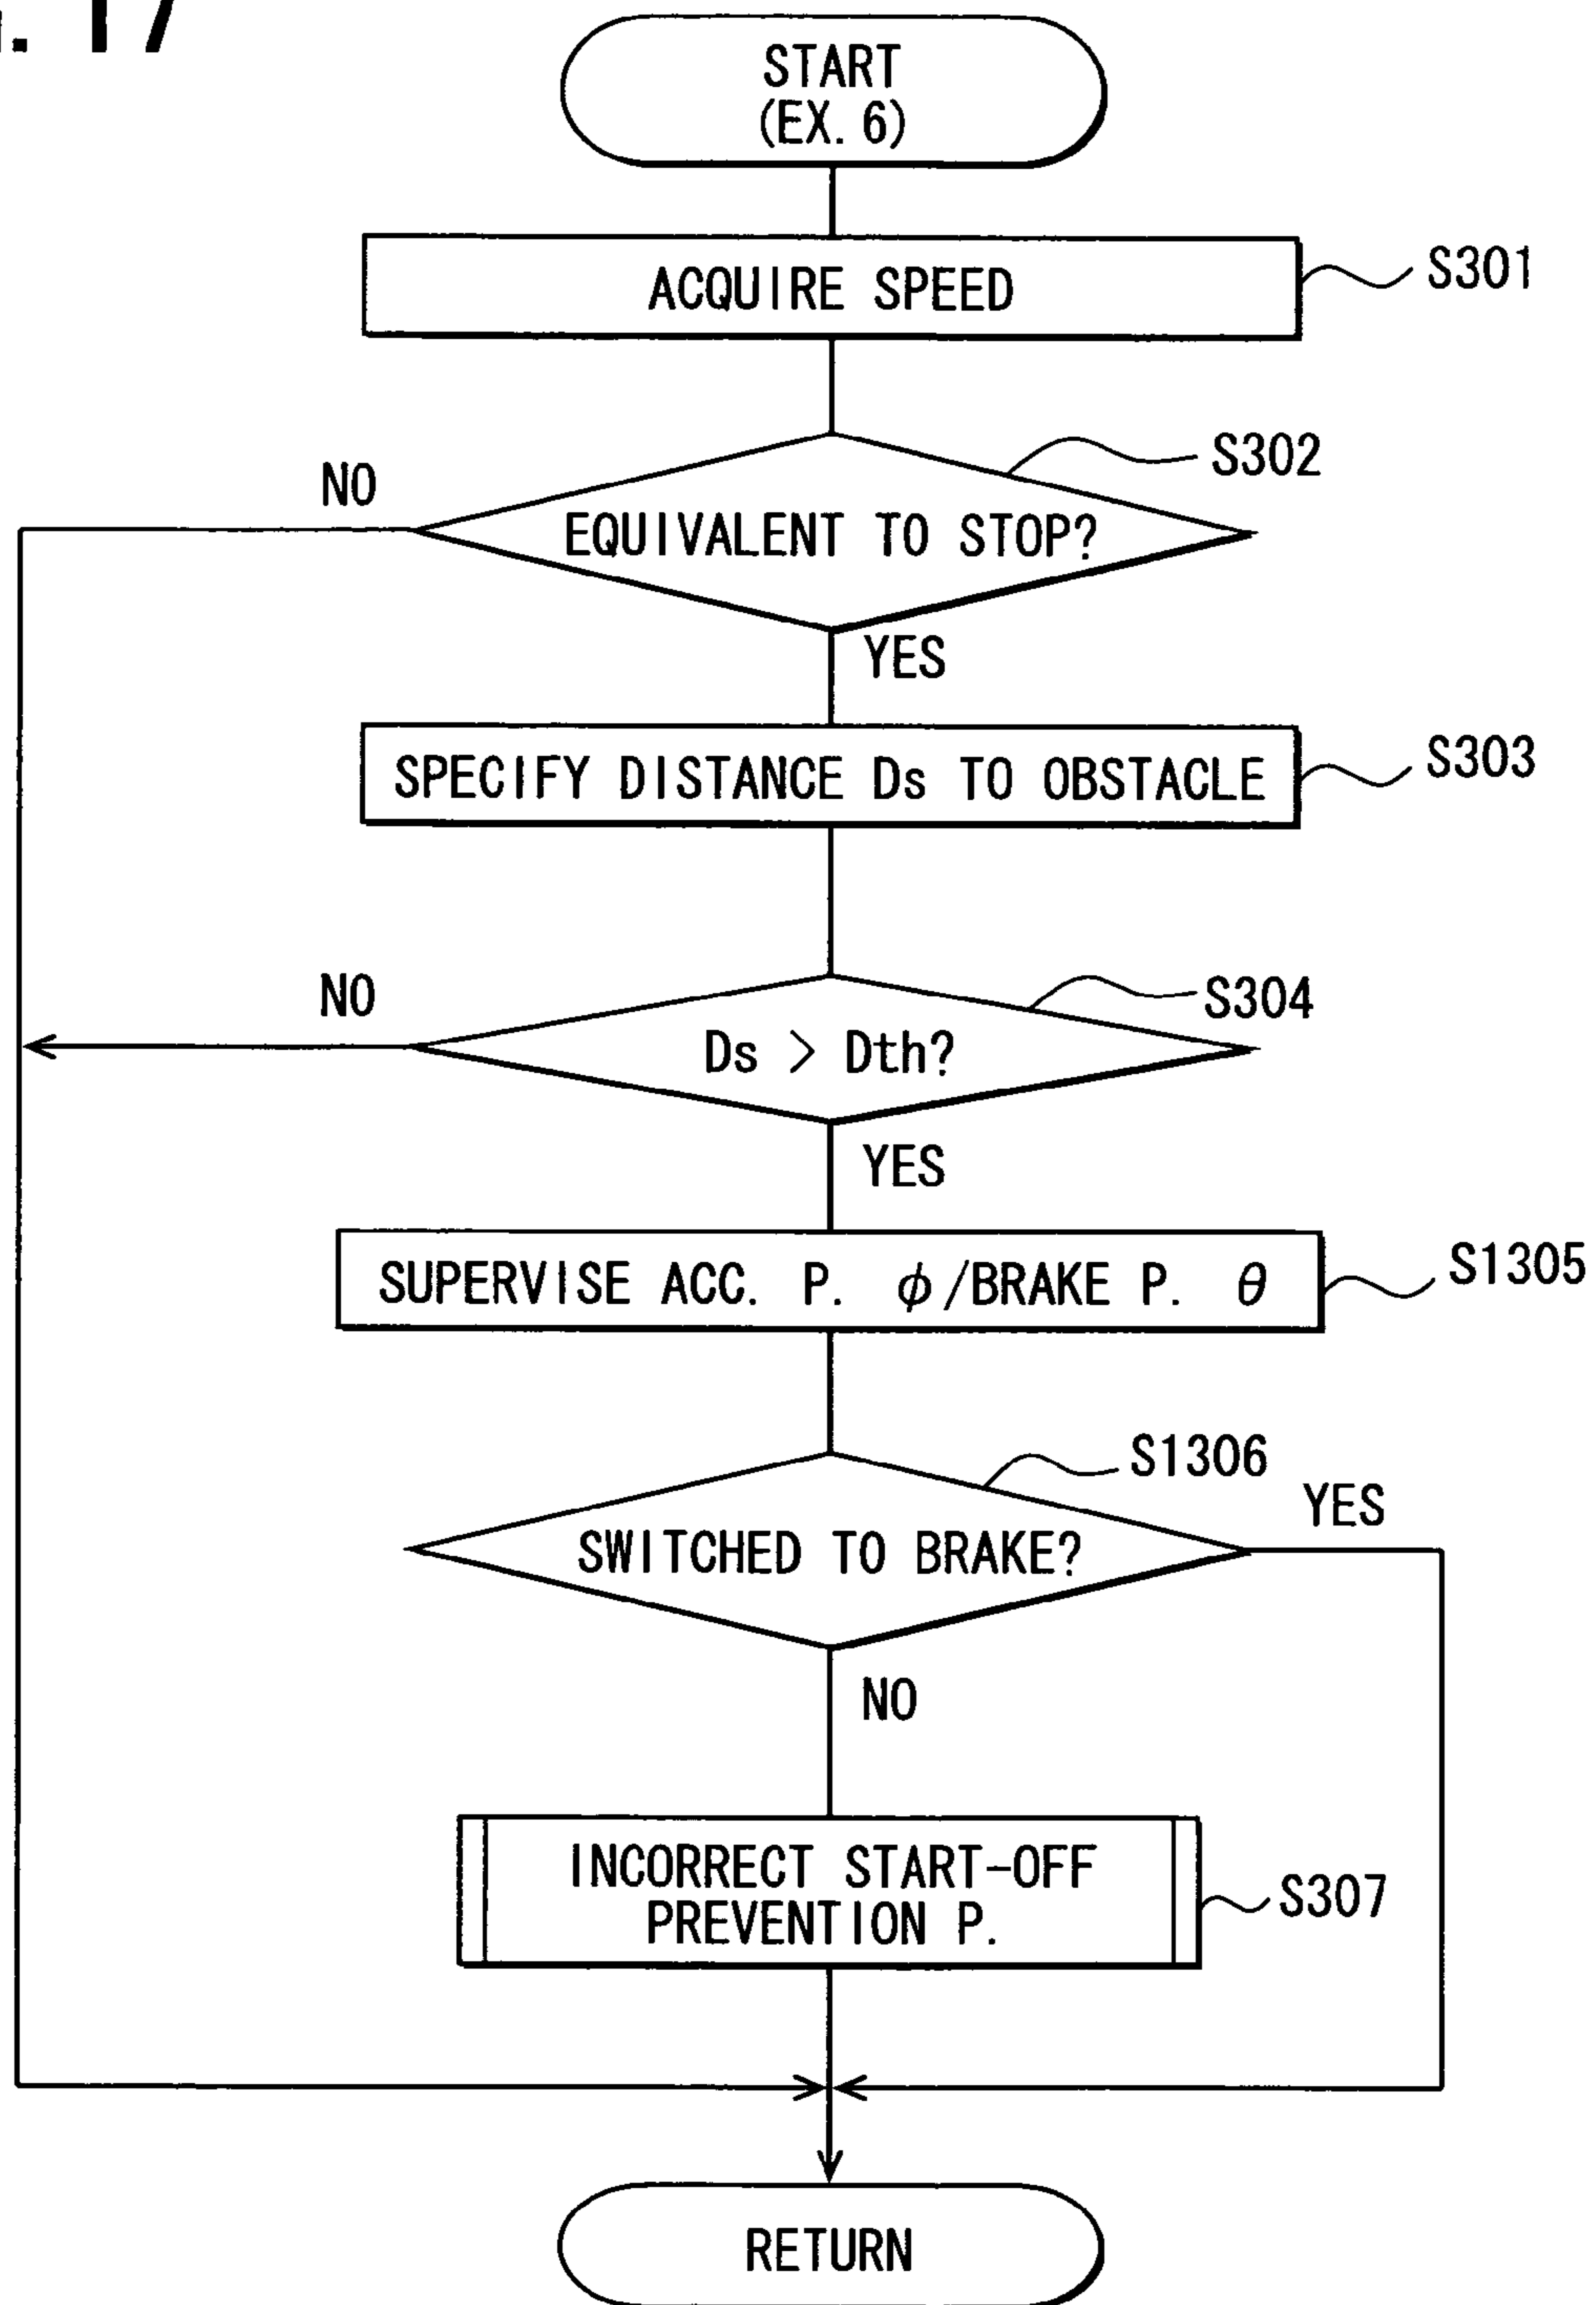 17
START
(EX. 6)
ACQUIRE SPEED
S301
S302
NO
EQUIVALENT TO STOP?
YES
SPECIFY DISTANCE Ds TO OBSTACLE
S303
NO
S304
Ds > Dth?
YES
SUPERVISE ACC. P. φ/BRAKE P. θ
S1305
S1306
YES
SWITCHED TO BRAKE?
NO
INCORRECT START-OFF
PREVENTION P.
S307
RETURN